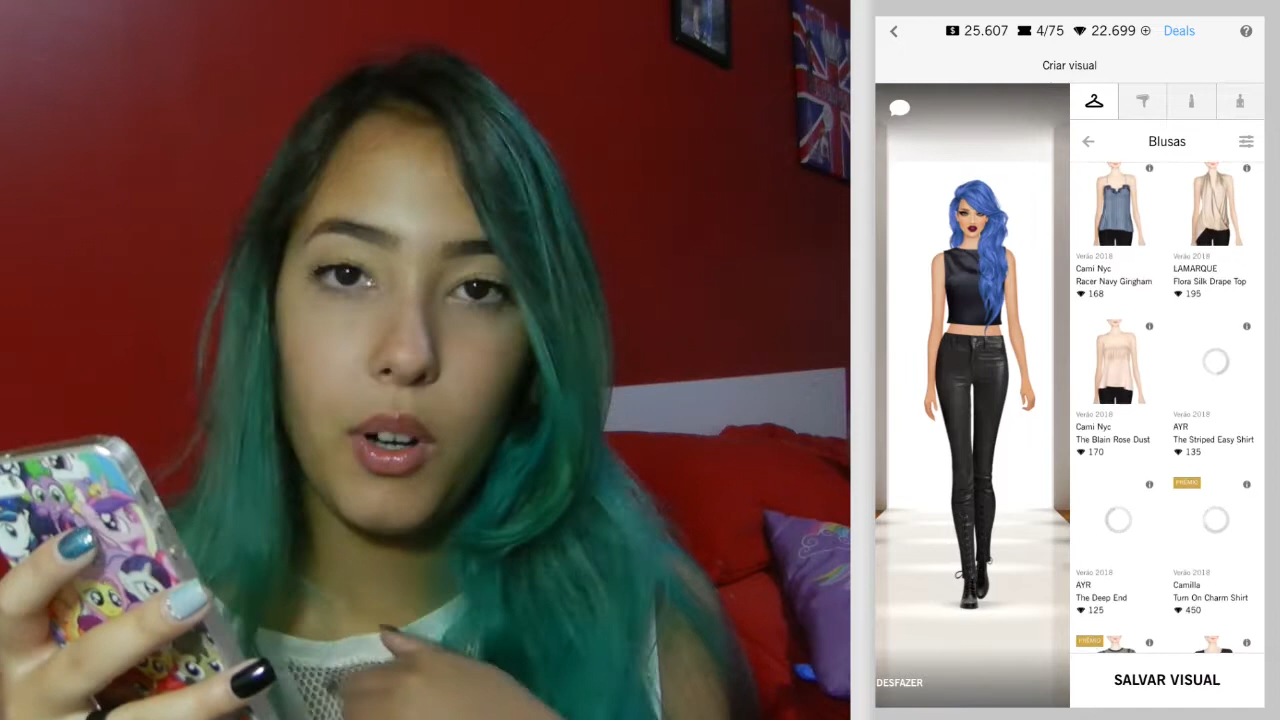 25.607 4/75 22.699 Deals
Criar visual
Blusas
Verão 2018
Cami Nyc
Racer Navy Gingham
168
Verão 2018
LAMARQUE
Flora Silk Drape Top
195
Verão 2018
Cami Nyc
The Blain Rose Dust
170
Verão 2018
AYR
The Striped Easy Shirt
135
Verão 2018
AYR
The Deep End
125
PRÊMIO
Verão 2018
Camilla
Turn On Charm Shirt
450
PRÊMIO
DESFAZER
SALVAR VISUAL